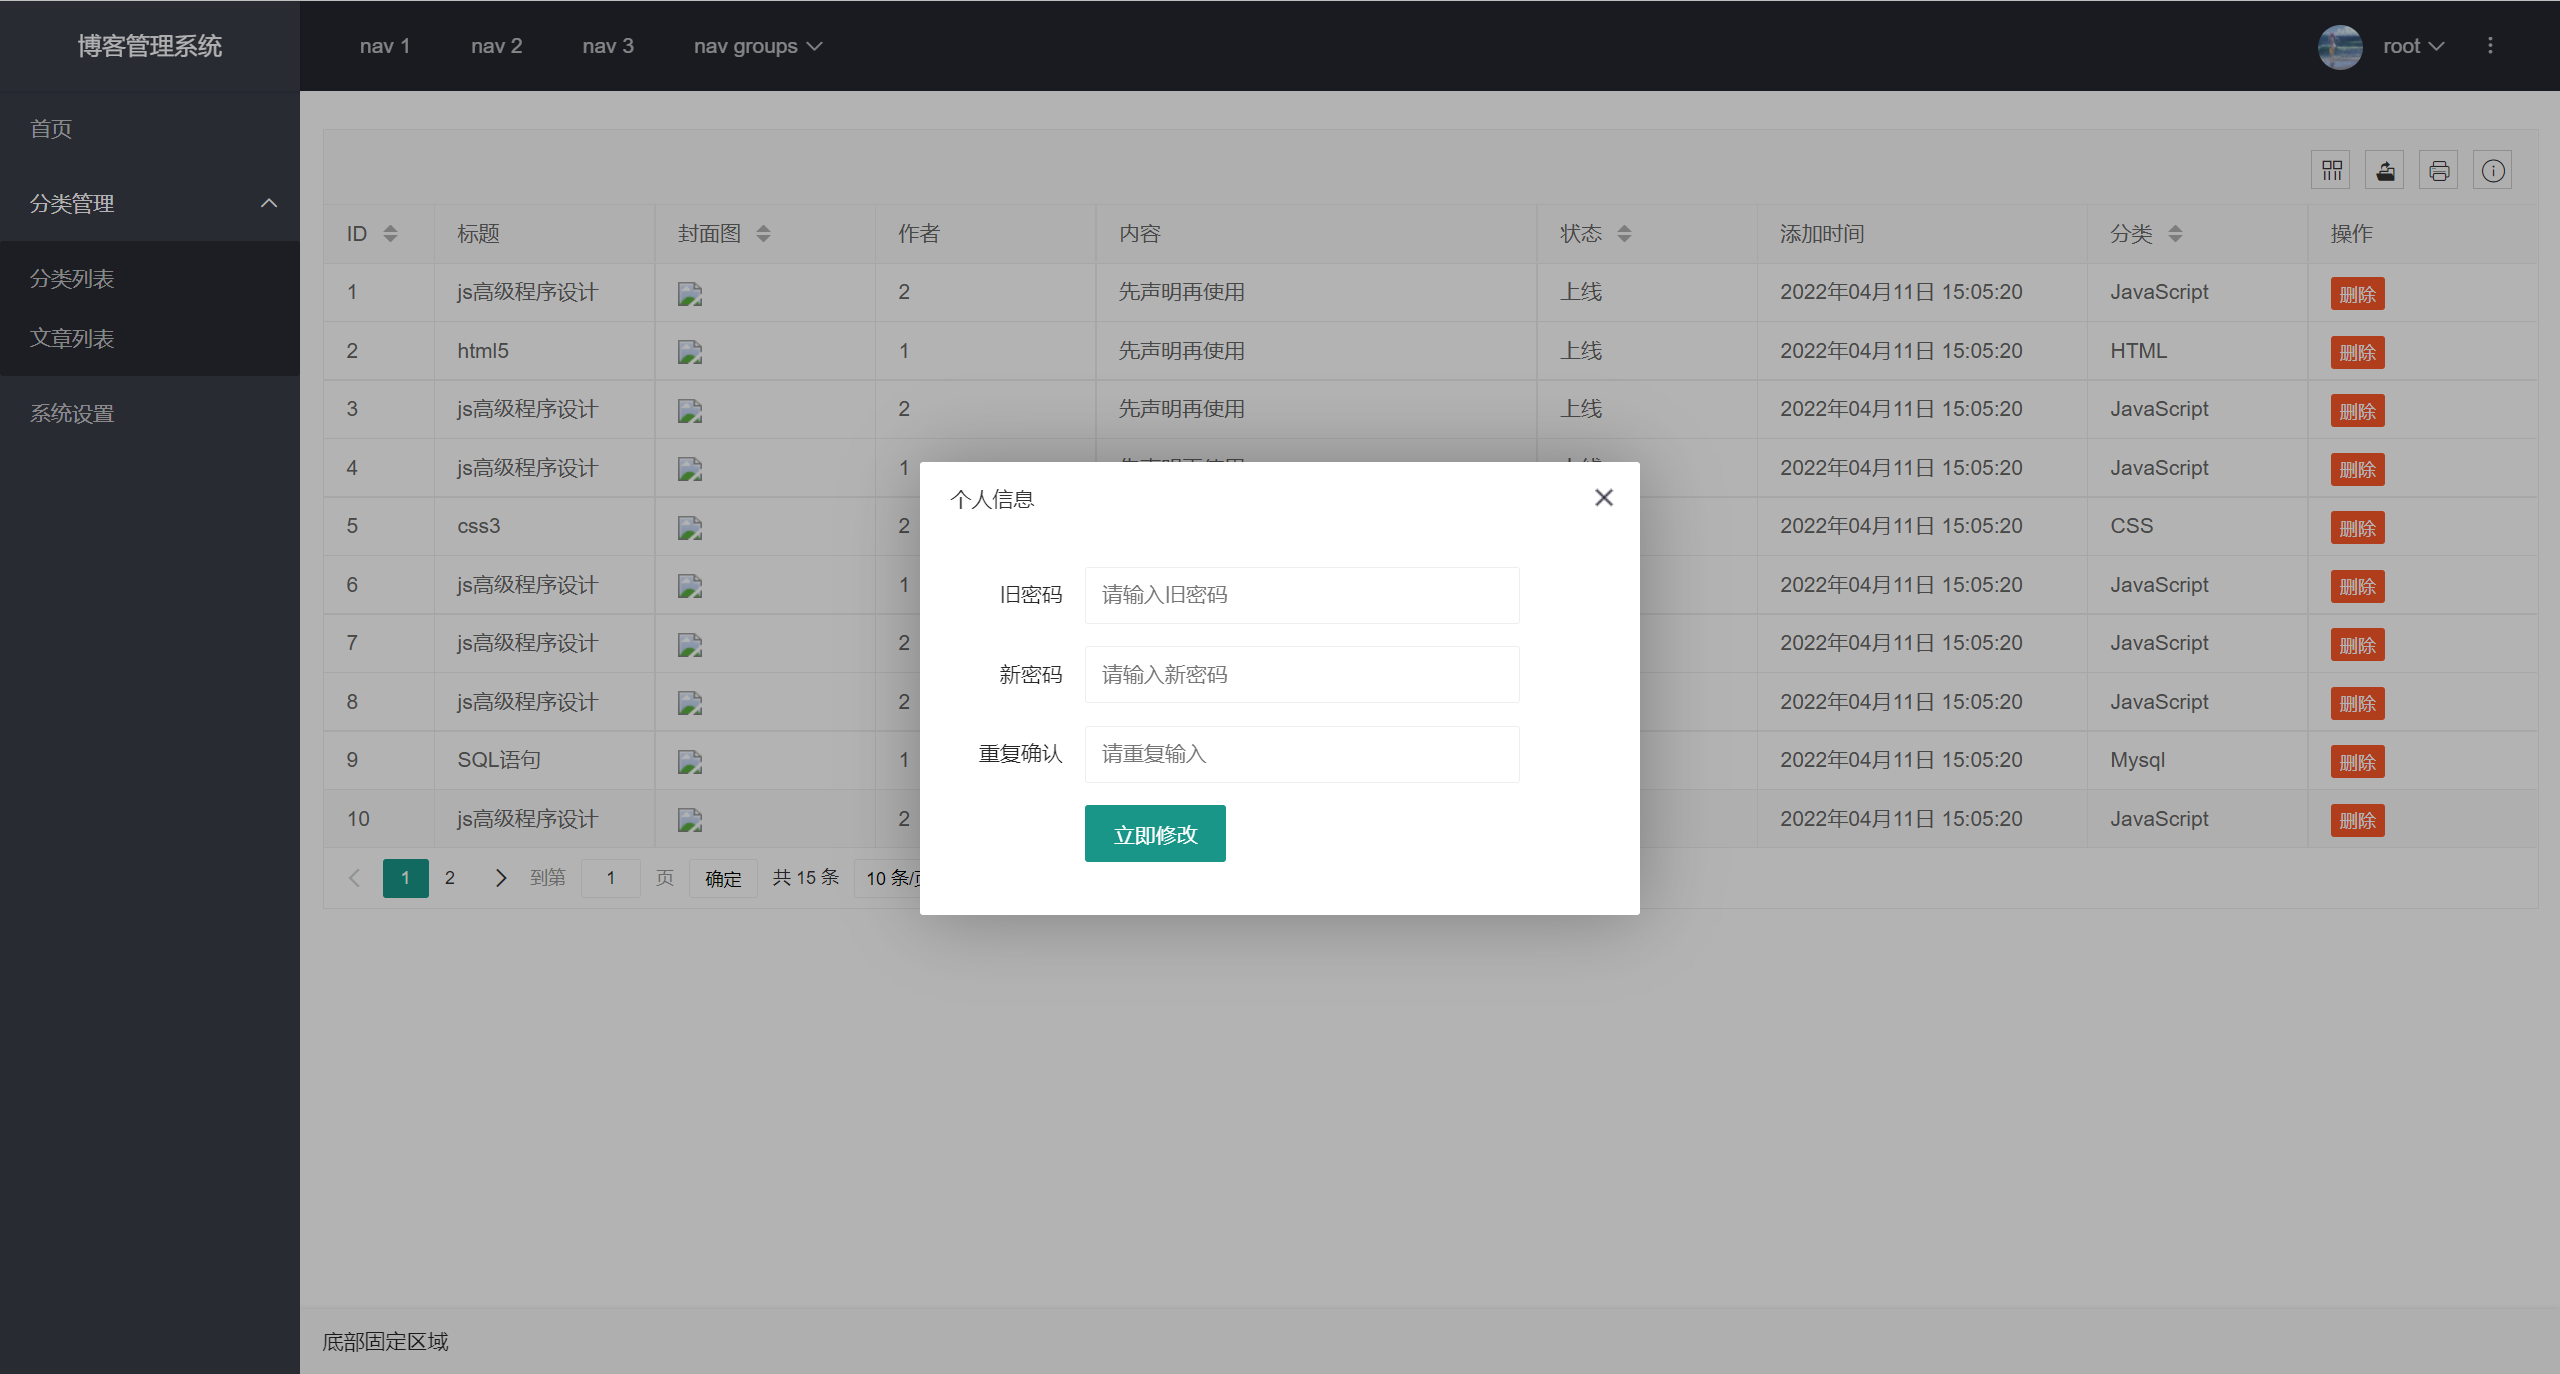 博客管理系统
nav 1 nav 2 nav 3 nav groups root
首页
分类管理
分类列表
文章列表
系统设置
ID 标题 封面图 作者 内容 状态 添加时间 分类 操作
1 js高级程序设计 2 先声明再使用 上线 2022年04月11日 15:05:20 JavaScript 删除
2 html5 1 先声明再使用 上线 2022年04月11日 15:05:20 HTML 删除
3 js高级程序设计 2 先声明再使用 上线 2022年04月11日 15:05:20 JavaScript 删除
4 js高级程序设计 1 2022年04月11日 15:05:20 JavaScript 删除
5 css3 2 2022年04月11日 15:05:20 CSS 删除
6 js高级程序设计 1 2022年04月11日 15:05:20 JavaScript 删除
7 js高级程序设计 2 2022年04月11日 15:05:20 JavaScript 删除
8 js高级程序设计 2 2022年04月11日 15:05:20 JavaScript 删除
9 SQL语句 1 2022年04月11日 15:05:20 Mysql 删除
10 js高级程序设计 2 2022年04月11日 15:05:20 JavaScript 删除
1 2 到第 1 页 确定 共 15 条 10 条/
个人信息
旧密码 请输入旧密码
新密码 请输入新密码
重复确认 请重复输入
立即修改
底部固定区域